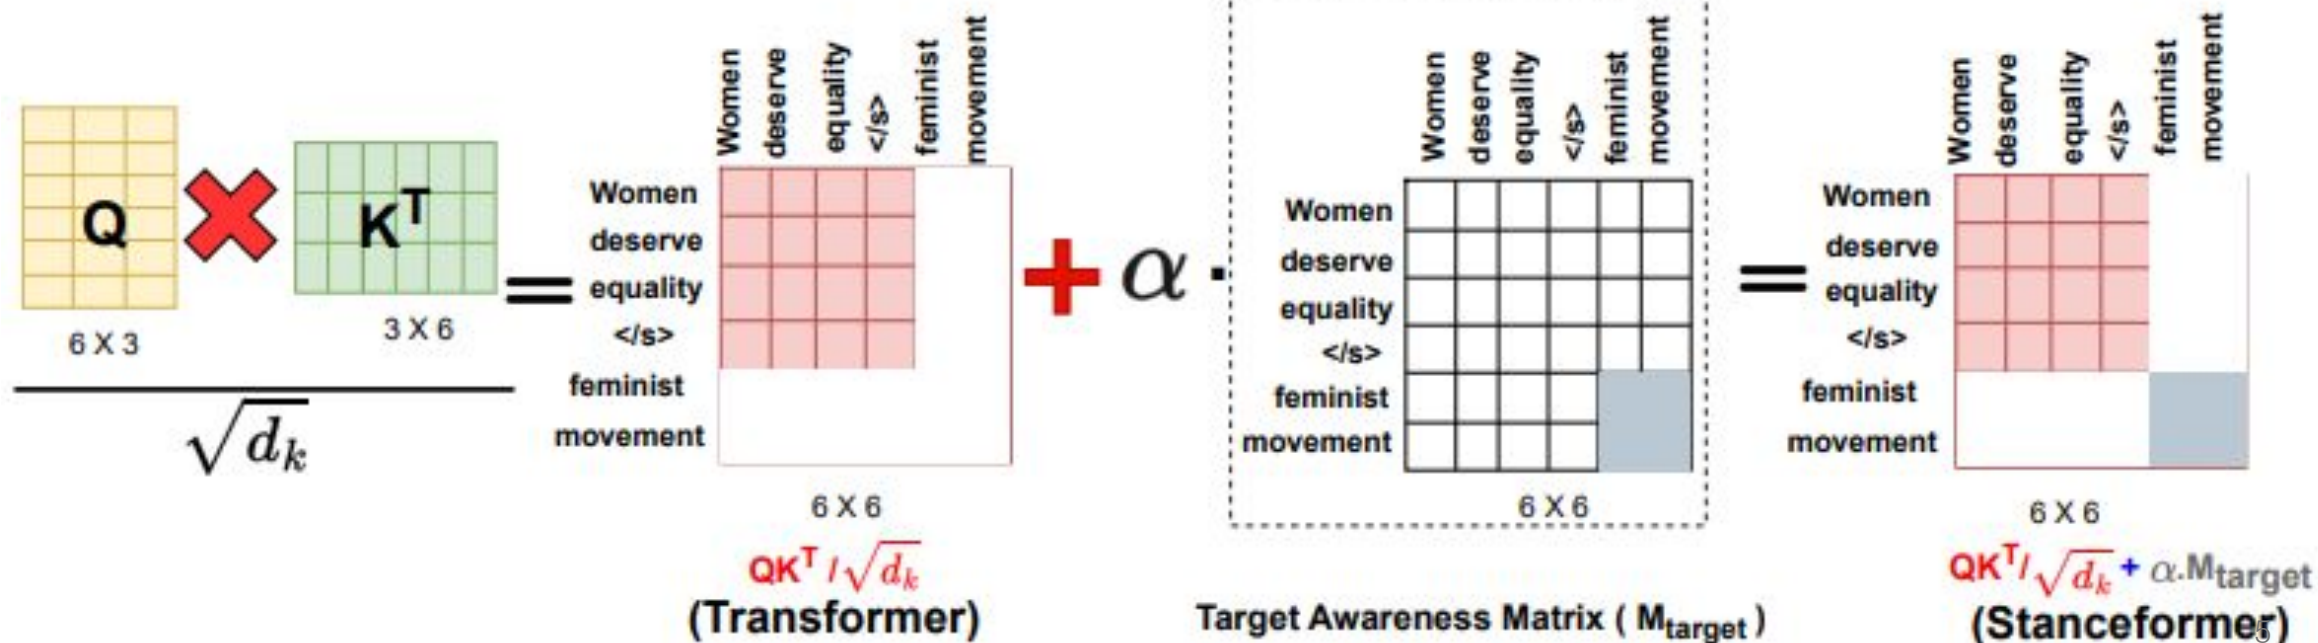 Q
K^T
6 X 3
3 X 6
√d_k
=
Women deserve equality </s> feminist movement
Women
deserve
equality
</s>
feminist
movement
6 X 6
QK^T /√d_k
(Transformer)
+ α ·
Women deserve equality </s> feminist movement
Women
deserve
equality
</s>
feminist
movement
6 X 6
Target Awareness Matrix ( M_target )
=
Women deserve equality </s> feminist movement
Women
deserve
equality
</s>
feminist
movement
6 X 6
QK^T/√d_k + α.M_target
(Stanceformer)
5